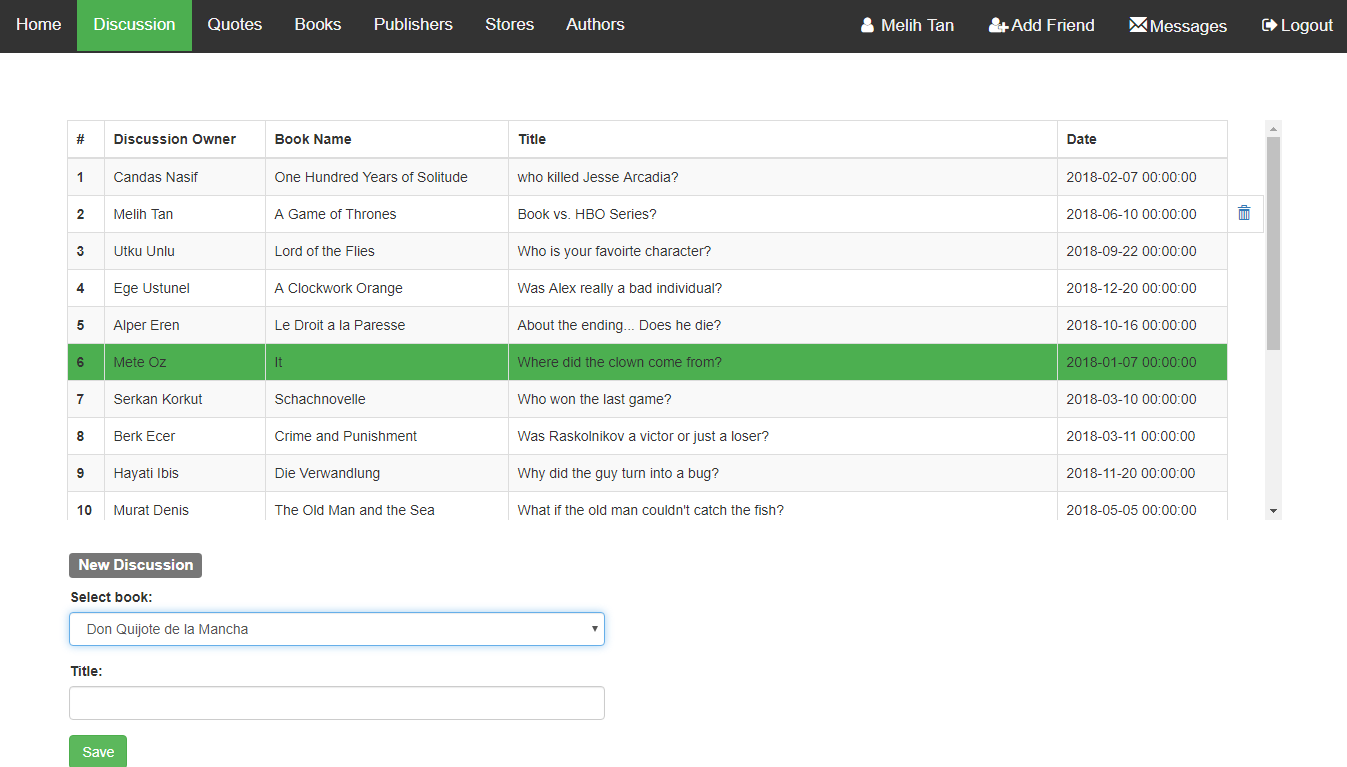 Home Discussion Quotes Books Publishers Stores Authors Melih Tan Add Friend Messages Logout
# Discussion Owner Book Name Title Date
1 Candas Nasif One Hundred Years of Solitude who killed Jesse Arcadia? 2018-02-07 00:00:00
2 Melih Tan A Game of Thrones Book vs. HBO Series? 2018-06-10 00:00:00
3 Utku Unlu Lord of the Flies Who is your favoirte character? 2018-09-22 00:00:00
4 Ege Ustunel A Clockwork Orange Was Alex really a bad individual? 2018-12-20 00:00:00
5 Alper Eren Le Droit a la Paresse About the ending... Does he die? 2018-10-16 00:00:00
6 Mete Oz It Where did the clown come from? 2018-01-07 00:00:00
7 Serkan Korkut Schachnovelle Who won the last game? 2018-03-10 00:00:00
8 Berk Ecer Crime and Punishment Was Raskolnikov a victor or just a loser? 2018-03-11 00:00:00
9 Hayati Ibis Die Verwandlung Why did the guy turn into a bug? 2018-11-20 00:00:00
10 Murat Denis The Old Man and the Sea What if the old man couldn't catch the fish? 2018-05-05 00:00:00
New Discussion
Select book:
Don Quijote de la Mancha
Title:
Save